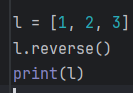 l = [1, 2, 3]
l.reverse()
print(l)